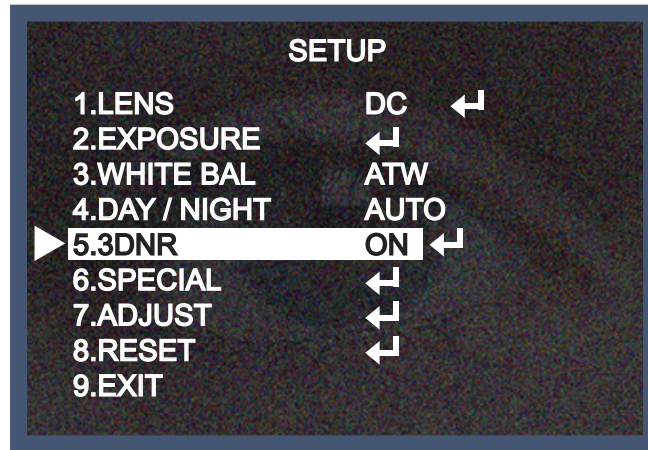 SETUP
1.LENS DC ↵
2.EXPOSURE ↵
3.WHITE BAL ATW
4.DAY / NIGHT AUTO
5.3DNR ON ↵
6.SPECIAL ↵
7.ADJUST ↵
8.RESET ↵
9.EXIT